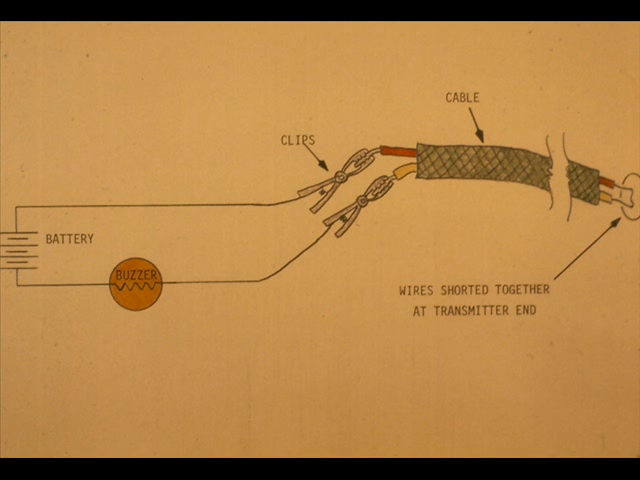 CABLE
CLIPS
BATTERY
BUZZER
WIRES SHORTED TOGETHER
AT TRANSMITTER END